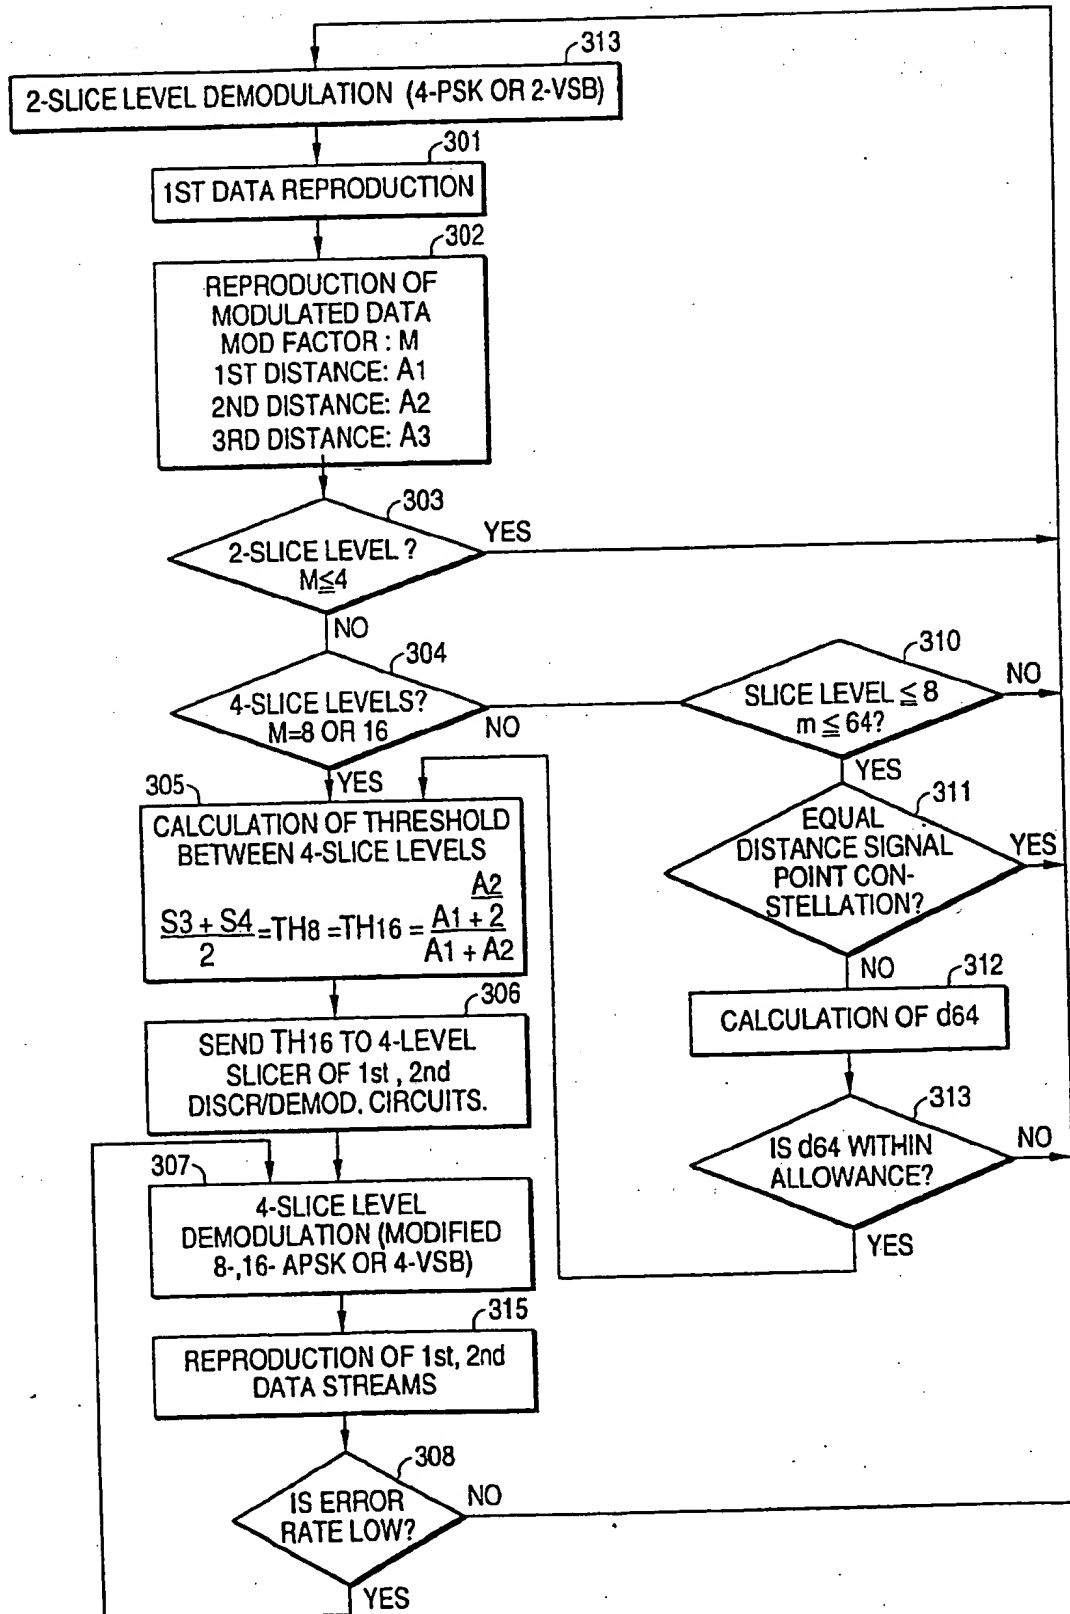 313
2-SLICE LEVEL DEMODULATION (4-PSK OR 2-VSB)
301
1ST DATA REPRODUCTION
302
REPRODUCTION OF
MODULATED DATA
MOD FACTOR : M
1ST DISTANCE: A1
2ND DISTANCE: A2
3RD DISTANCE: A3
303
2-SLICE LEVEL ?
M≦4
YES
NO
304
4-SLICE LEVELS?
M=8 OR 16
NO
YES
310
SLICE LEVEL ≦ 8
m ≦ 64?
NO
YES
305
CALCULATION OF THRESHOLD
BETWEEN 4-SLICE LEVELS
S3 + S4 / 2 =TH8 =TH16 = A1 + A2/2 / A1 + A2
311
EQUAL
DISTANCE SIGNAL
POINT CON-
STELLATION?
YES
NO
306
SEND TH16 TO 4-LEVEL
SLICER OF 1st , 2nd
DISCR/DEMOD. CIRCUITS.
312
CALCULATION OF d64
313
IS d64 WITHIN
ALLOWANCE?
NO
YES
307
4-SLICE LEVEL
DEMODULATION (MODIFIED
8-,16- APSK OR 4-VSB)
315
REPRODUCTION OF 1st, 2nd
DATA STREAMS
308
IS ERROR
RATE LOW?
NO
YES